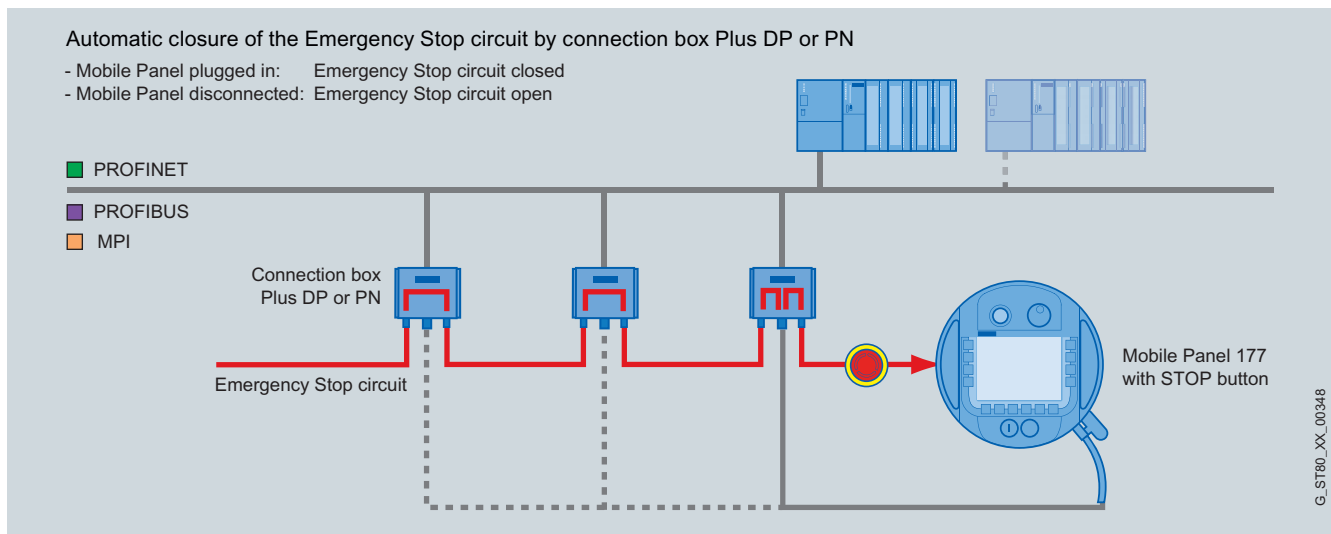 Automatic closure of the Emergency Stop circuit by connection box Plus DP or PN
- Mobile Panel plugged in: Emergency Stop circuit closed
- Mobile Panel disconnected: Emergency Stop circuit open
PROFINET
PROFIBUS
MPI
Connection box
Plus DP or PN
Emergency Stop circuit
Mobile Panel 177
with STOP button
G_ST80_XX_00348